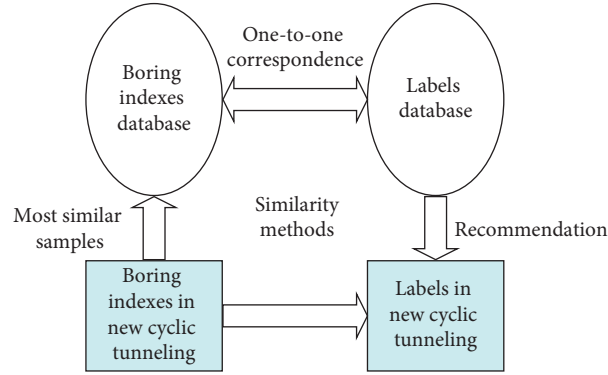 One-to-one
correspondence
Boring
indexes
database
Labels
database
Most similar
samples
Similarity
methods
Recommendation
Boring
indexes in
new cyclic
tunneling
Labels in
new cyclic
tunneling